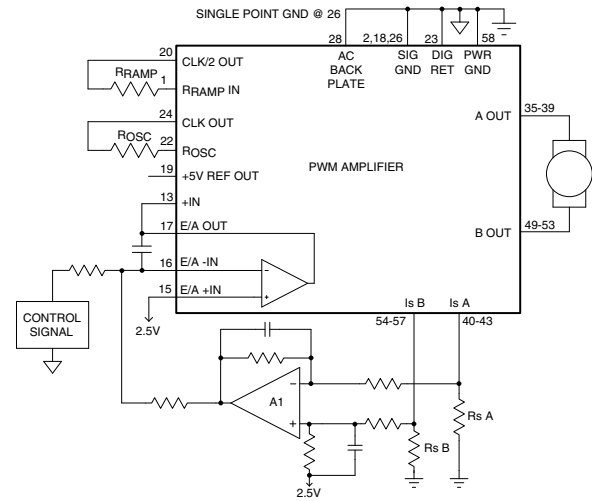 SINGLE POINT GND @ 26
28
2,18,26
23
58
AC
BACK
PLATE
SIG
GND
DIG
RET
PWR
GND
20
CLK/2 OUT
RRAMP
1
RRAMP IN
24
CLK OUT
ROSC
22
ROSC
19
+5V REF OUT
13
+IN
17
E/A OUT
16
E/A -IN
15
E/A +IN
2.5V
PWM AMPLIFIER
A OUT
35-39
B OUT
49-53
Is B
Is A
54-57
40-43
CONTROL
SIGNAL
–
+
–
A1
+
Rs A
Rs B
2.5V